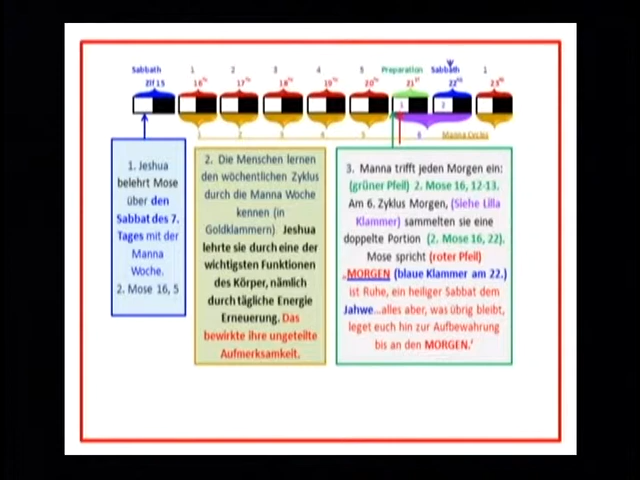 Sabbath 1 2 3 4 5 Preparation Sabbath 1
Zif 15 16th 17th 18th 19th 20th 21st 22nd 23rd
1 2
1 2 3 4 5 6 Manna Cycles
1. Jeshua
belehrt Mose
über den
Sabbat des 7.
Tages mit der
Manna
Woche.
2. Mose 16, 5
2. Die Menschen lernen
den wöchentlichen Zyklus
durch die Manna Woche
kennen (in
Goldklammern) Jeshua
lehrte sie durch eine der
wichtigsten Funktionen
des Körper, nämlich
durch tägliche Energie
Erneuerung. Das
bewirkte ihre ungeteilte
Aufmerksamkeit.
3. Manna trifft jeden Morgen ein:
(grüner Pfeil) 2. Mose 16, 12-13.
Am 6. Zyklus Morgen, (Siehe Lilla
Klammer) sammelten sie eine
doppelte Portion (2. Mose 16, 22).
Mose spricht (roter Pfeil)
„MORGEN (blaue Klammer am 22.)
ist Ruhe, ein heiliger Sabbat dem
Jahwe...alles aber, was übrig bleibt,
leget euch hin zur Aufbewahrung
bis an den MORGEN.'